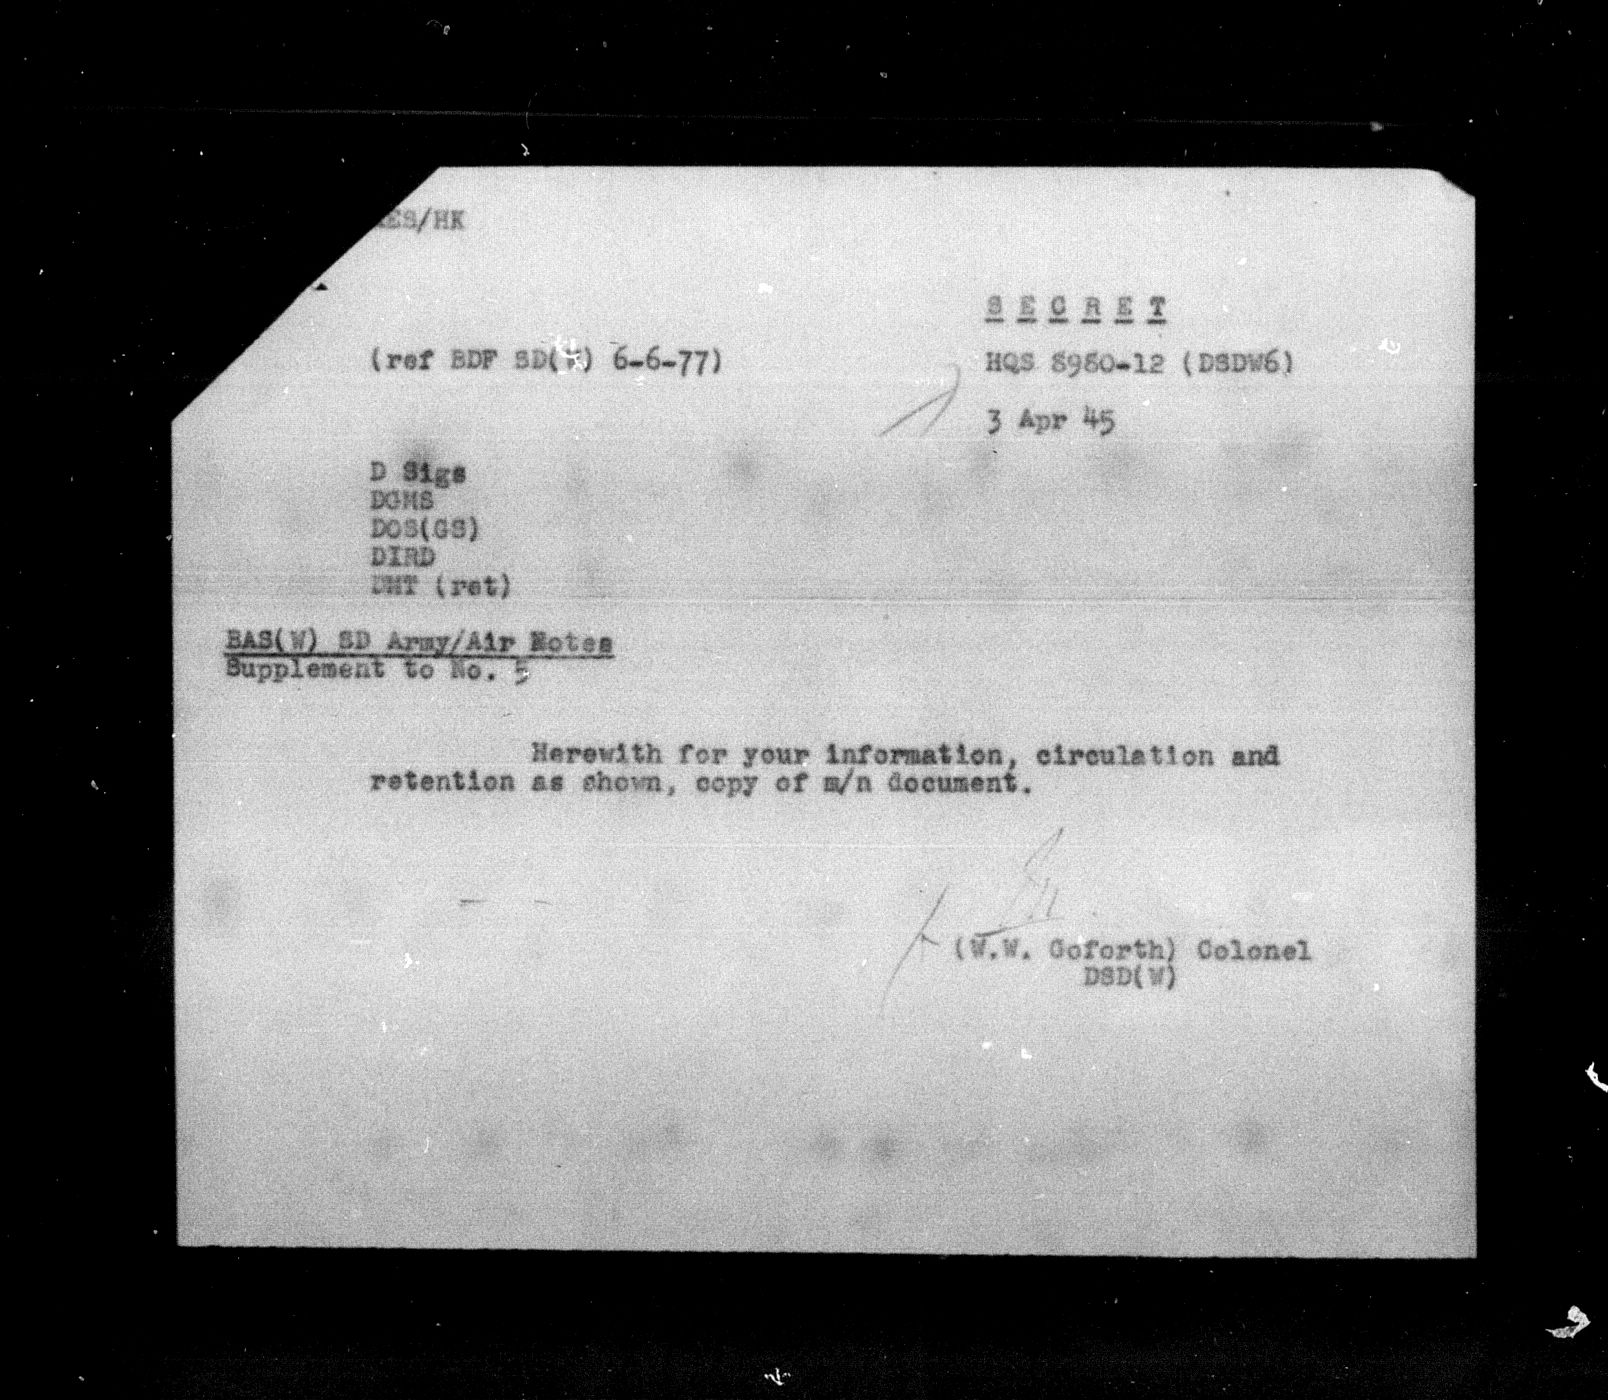 ES/HK
S E C R E T
(ref BDF SD(W) 6-6-77)
HQS 8980-12 (DSDW6)
3 Apr 45
D Sigs
DGMS
DOS(GS)
DIRD
DMT (ret)
BAS(W) SD Army/Air Notes
Supplement to No. 5
Herewith for your information, circulation and
retention as shown, copy of m/n document.
(W.W. Goforth) Colonel
DSD(W)